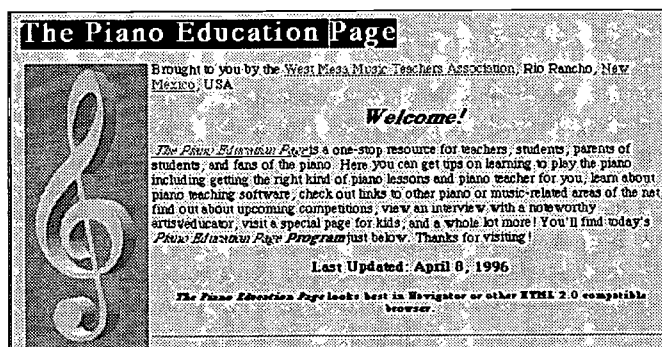 The Piano Education Page
Brought to you by the West Mesa Music Teachers Association, Rio Rancho, New
Mexico, USA
Welcome!
The Piano Education Page is a one-stop resource for teachers, students, parents of
students, and fans of the piano. Here you can get tips on learning to play the piano
including getting the right kind of piano lessons and piano teacher for you, learn about
piano teaching software, check out links to other piano or music-related areas of the net
find out about upcoming competitions, view an interview with a noteworthy
artist/educator, visit a special page for kids, and a whole lot more! You'll find today's
Piano Education Page Program just below. Thanks for visiting!
Last Updated: April 8, 1996
The Piano Education Page looks best in Navigator or other HTML 2.0 compatible
browser.